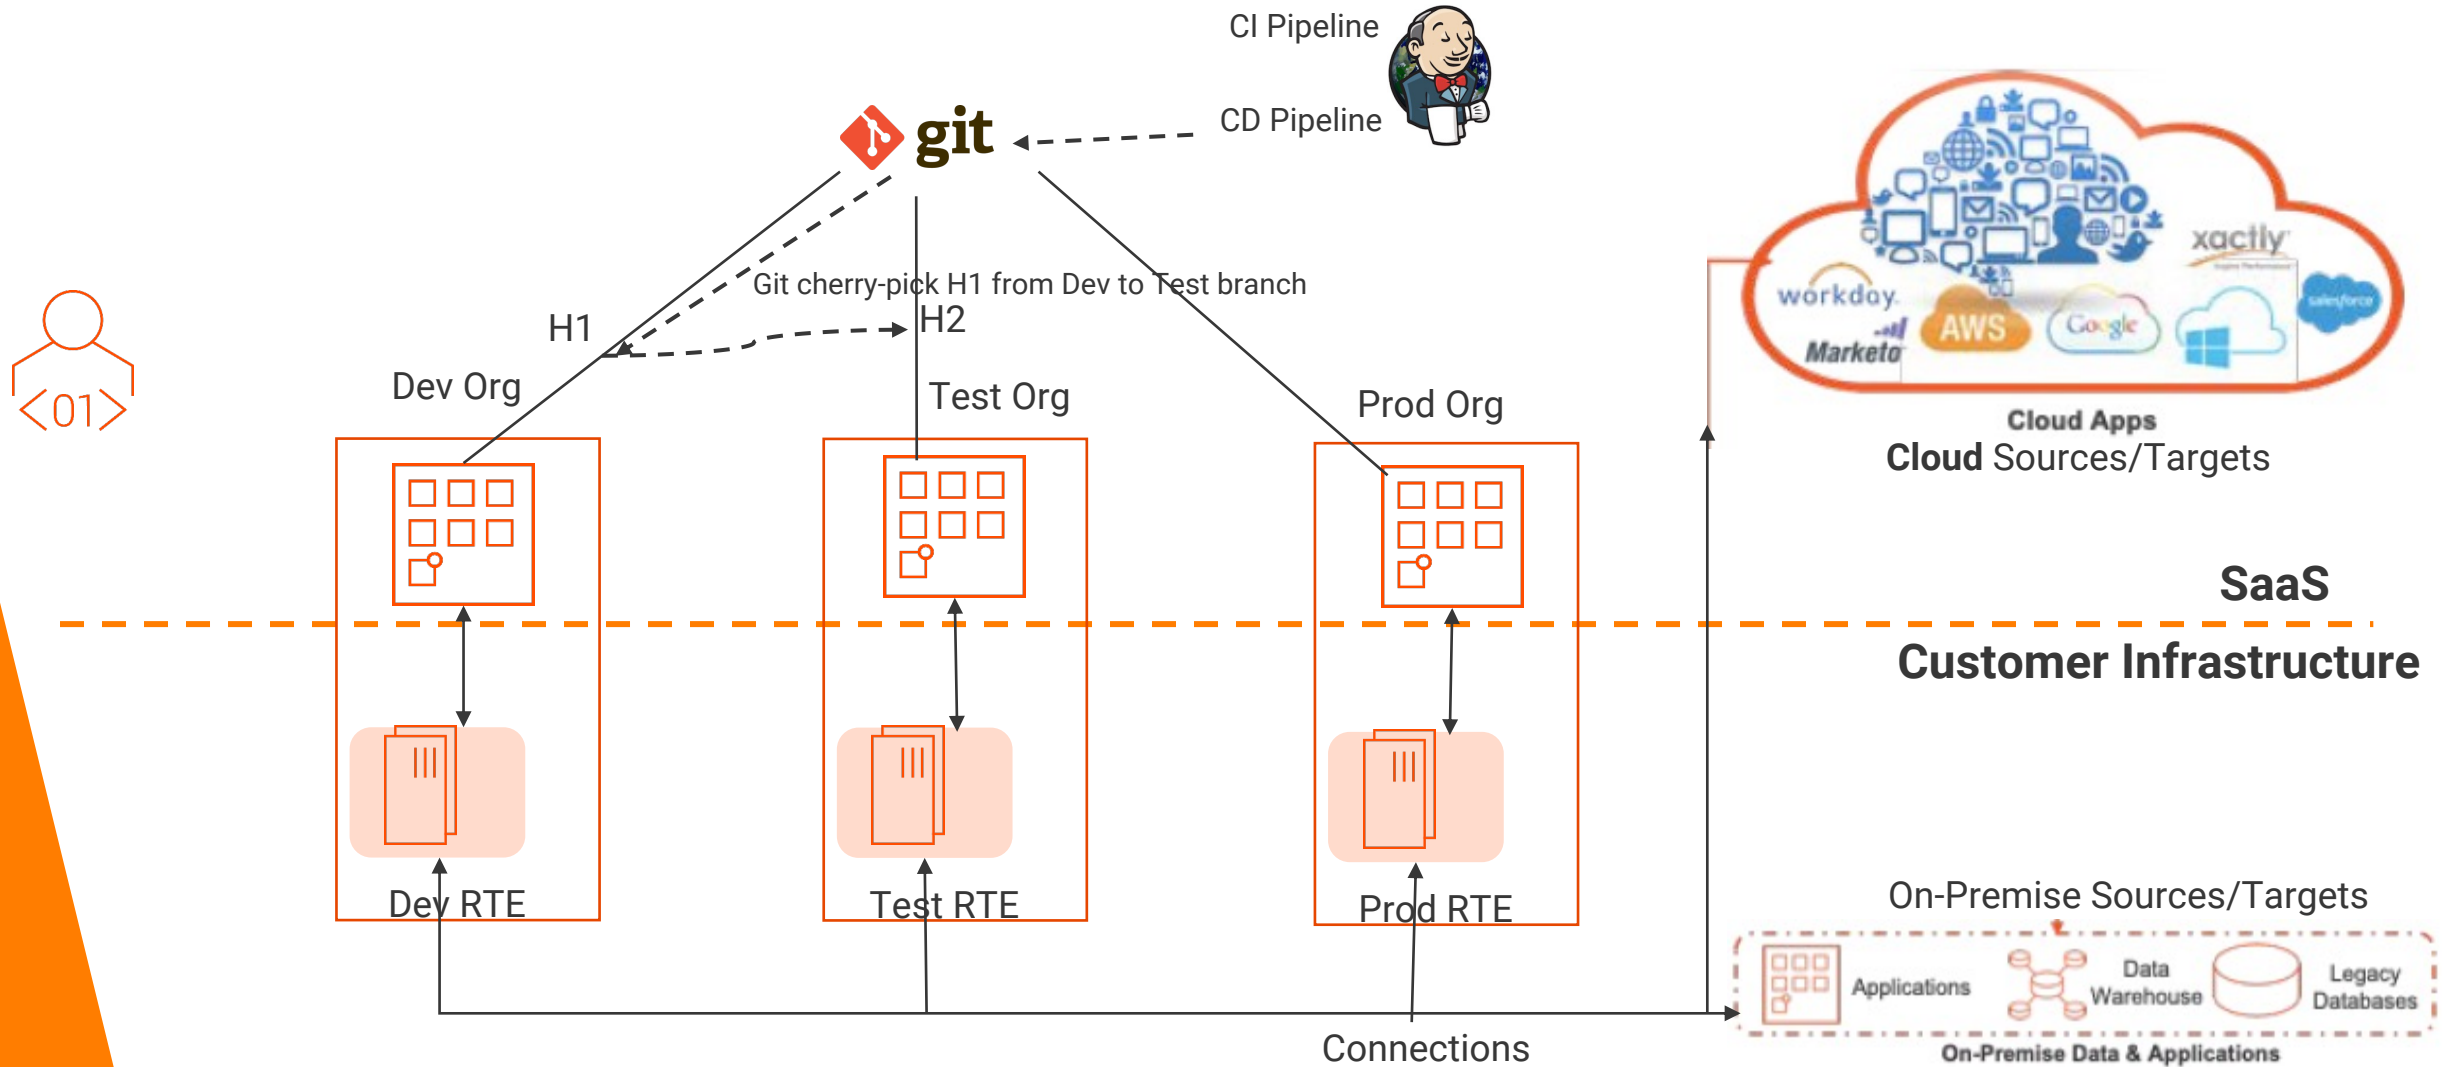 CI Pipeline
CD Pipeline
git
Git cherry-pick H1 from Dev to Test branch
H1
H2
Dev Org
Test Org
Prod Org
<01>
xactly
workday.
Marketo
AWS
Google
salesforce
Cloud Apps
Cloud Sources/Targets
SaaS
Customer Infrastructure
Dev RTE
Test RTE
Prod RTE
On-Premise Sources/Targets
Applications
Data
Warehouse
Legacy
Databases
On-Premise Data & Applications
Connections